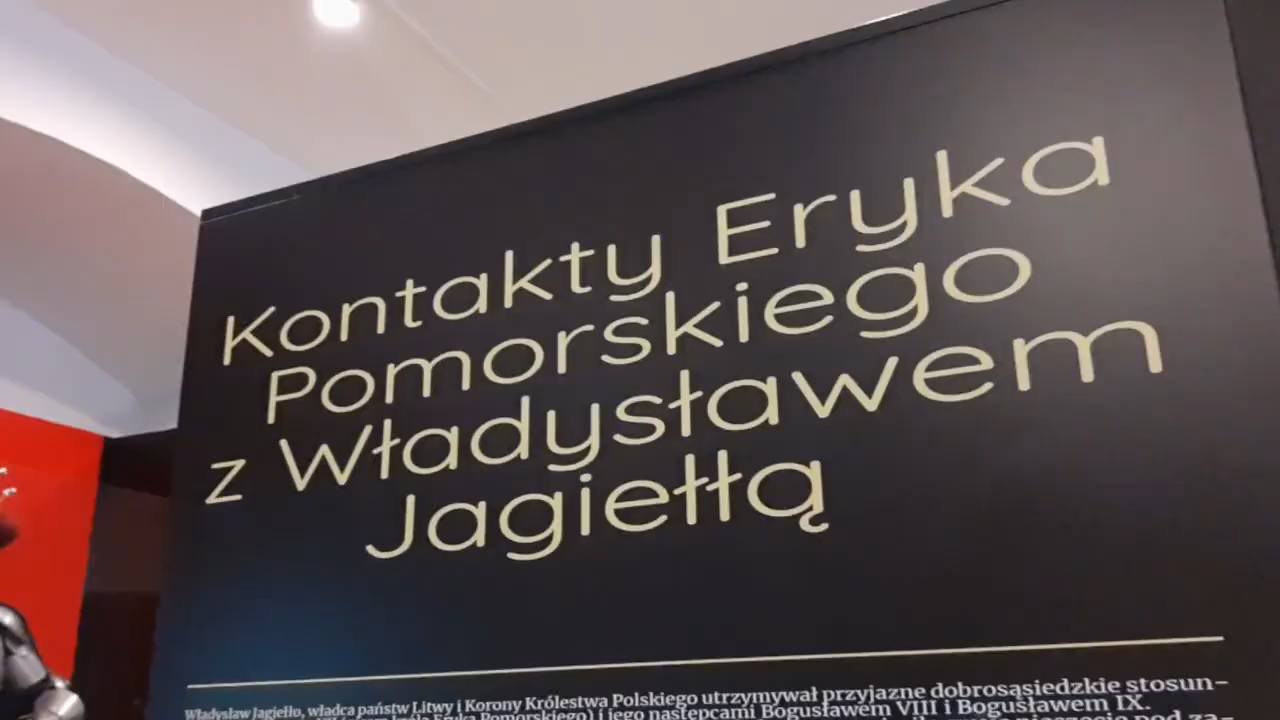 Kontakty Eryka
Pomorskiego
z Władysławem
Jagiełłą
Władysław Jagiełło, władca państw Litwy i Korony Królestwa Polskiego utrzymywał przyjazne dobrosąsiedzkie stosun-
króla Eryka Pomorskiego) i jego następcami Bogusławem VIII i Bogusławem IX.